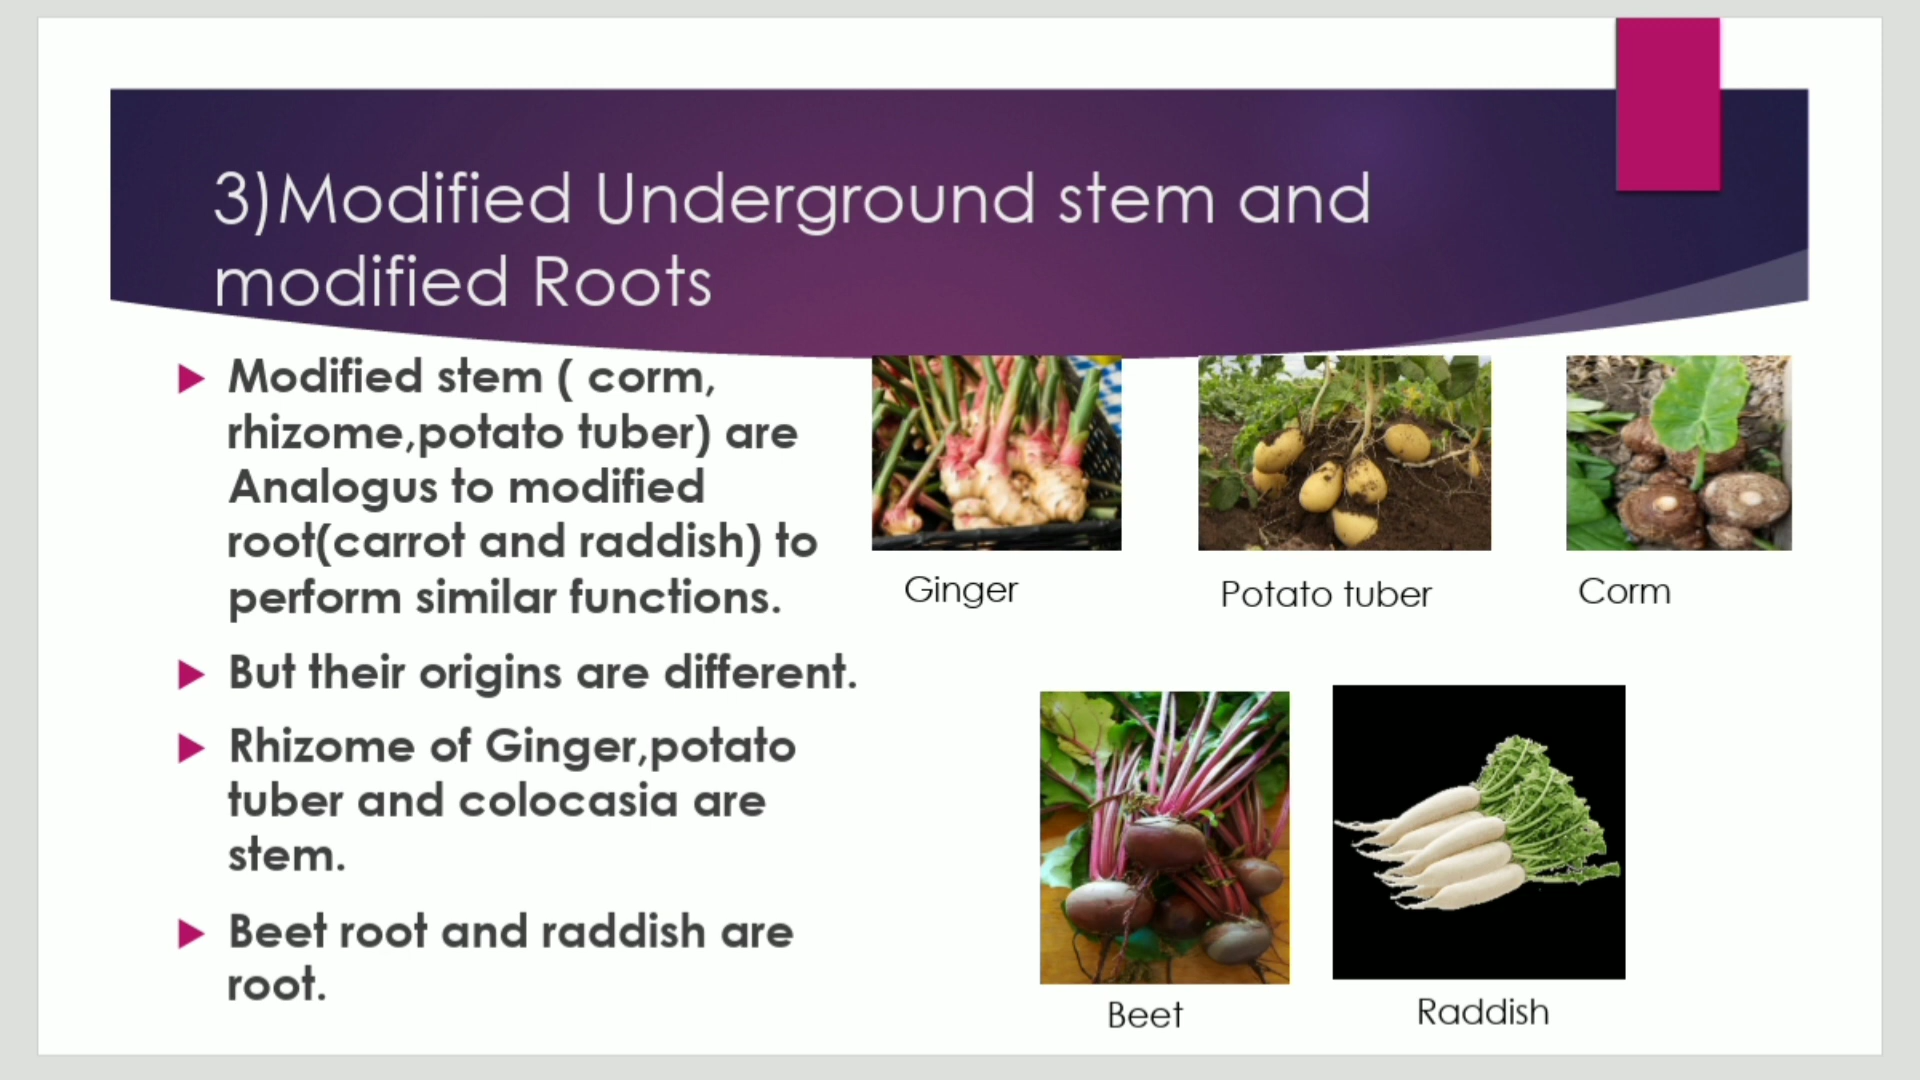 3)Modified Underground stem and
modified Roots
Modified stem ( corm,
rhizome,potato tuber) are
Analogus to modified
root(carrot and raddish) to
perform similar functions.
But their origins are different.
Rhizome of Ginger,potato
tuber and colocasia are
stem.
Beet root and raddish are
root.
Ginger
Potato tuber
Corm
Beet
Raddish